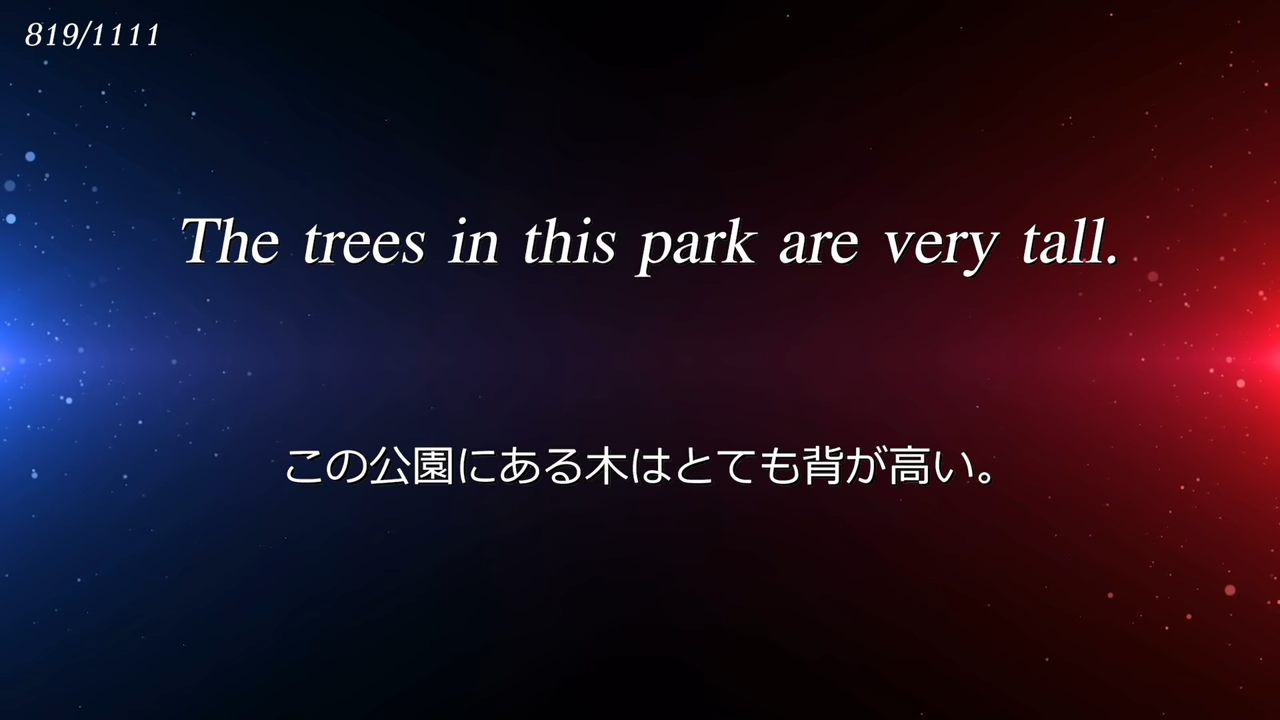 819/1111
The trees in this park are very tall.
この公園にある木はとても背が高い。